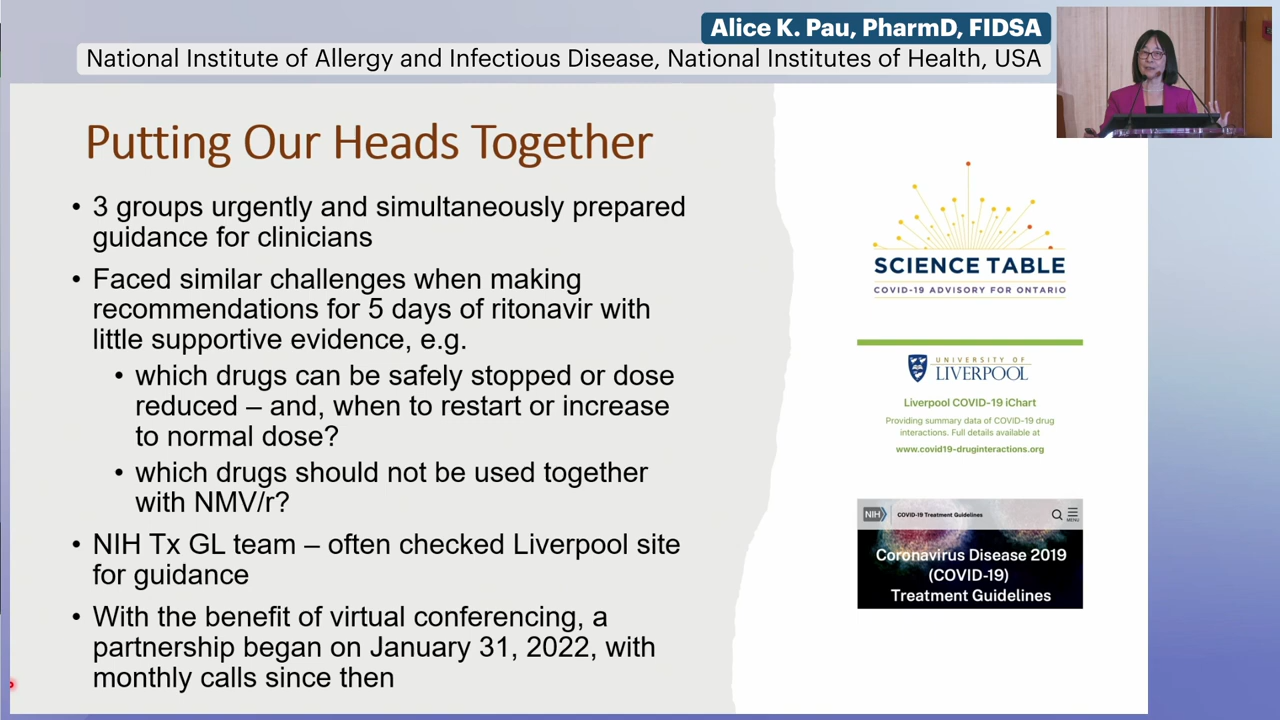 Alice K. Pau, PharmD, FIDSA
National Institute of Allergy and Infectious Disease, National Institutes of Health, USA
Putting Our Heads Together
• 3 groups urgently and simultaneously prepared
guidance for clinicians
• Faced similar challenges when making
recommendations for 5 days of ritonavir with
little supportive evidence, e.g.
• which drugs can be safely stopped or dose
reduced – and, when to restart or increase
to normal dose?
• which drugs should not be used together
with NMV/r?
• NIH Tx GL team – often checked Liverpool site
for guidance
• With the benefit of virtual conferencing, a
partnership began on January 31, 2022, with
monthly calls since then
SCIENCE TABLE
COVID-19 ADVISORY FOR ONTARIO
UNIVERSITY OF
LIVERPOOL
Liverpool COVID-19 iChart
Providing summary data of COVID-19 drug
interactions. Full details available at
www.covid19-druginteractions.org
NIH COVID-19 Treatment Guidelines
MENU
Coronavirus Disease 2019
(COVID-19)
Treatment Guidelines